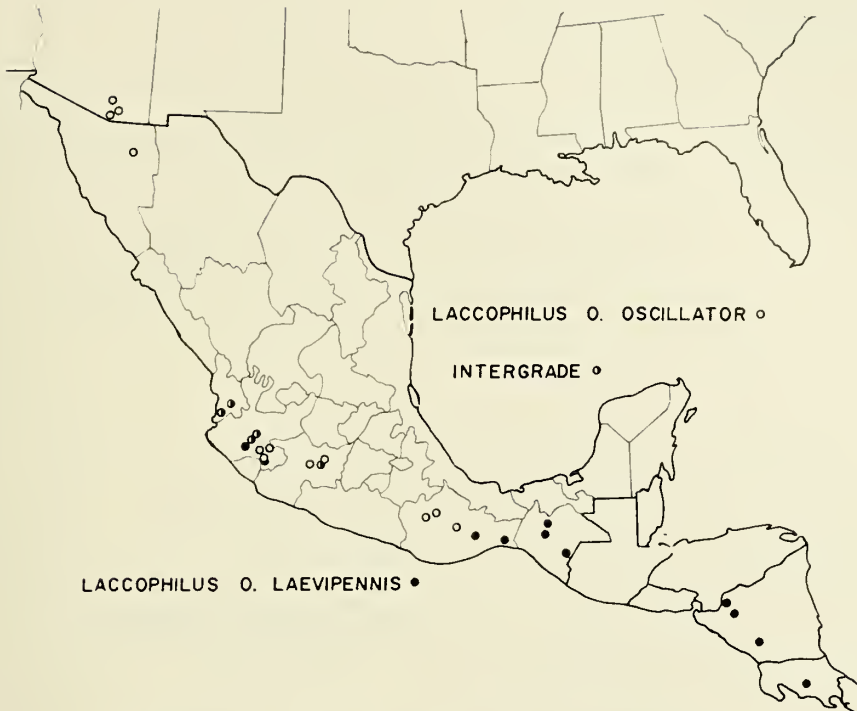 LACCOPHILUS O. OSCILLATOR
INTERGRADE
LACCOPHILUS O. LAEVIPENNIS